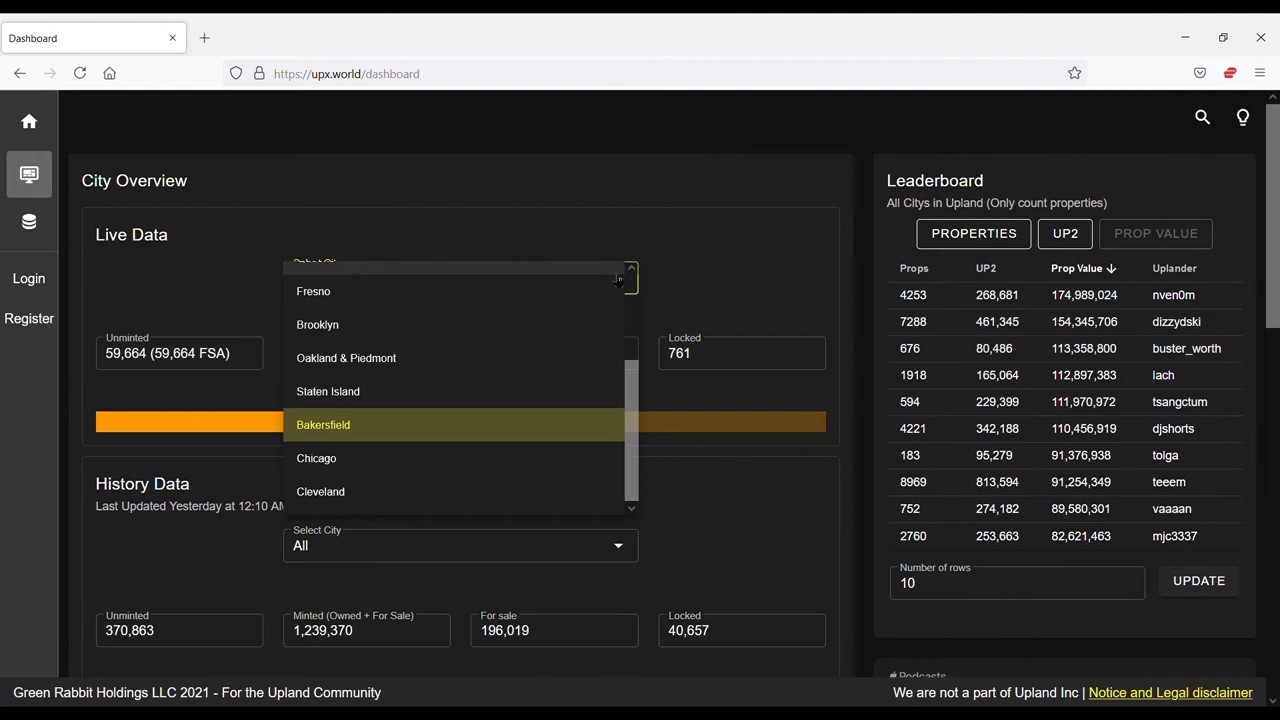 Dashboard
https://upx.world/dashboard
Login
Register
City Overview
Live Data
Fresno
Brooklyn
Oakland & Piedmont
Staten Island
Bakersfield
Chicago
Cleveland
Unminted
59,664 (59,664 FSA)
Locked
761
History Data
Last Updated Yesterday at 12:10 AM
Select City
All
Unminted
370,863
Minted (Owned + For Sale)
1,239,370
For sale
196,019
Locked
40,657
Leaderboard
All Citys in Upland (Only count properties)
PROPERTIES UP2 PROP VALUE
Props UP2 Prop Value Uplander
4253 268,681 174,989,024 nven0m
7288 461,345 154,345,706 dizzydski
676 80,486 113,358,800 buster_worth
1918 165,064 112,897,383 lach
594 229,399 111,970,972 tsangctum
4221 342,188 110,456,919 djshorts
183 95,279 91,376,938 tolga
8969 813,594 91,254,349 teeem
752 274,182 89,580,301 vaaaan
2760 253,663 82,621,463 mjc3337
Number of rows
10
UPDATE
Podcasts
Green Rabbit Holdings LLC 2021 - For the Upland Community
We are not a part of Upland Inc | Notice and Legal disclaimer